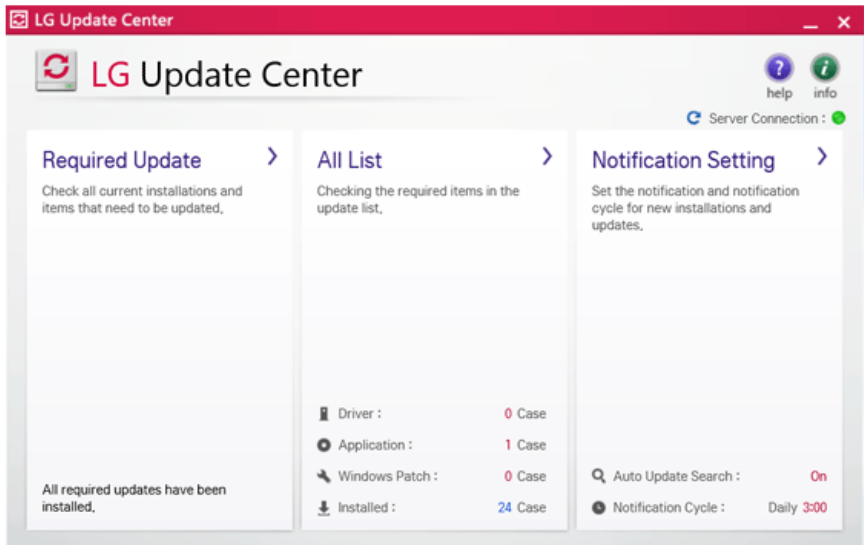 LG Update Center
LG Update Center
help
info
Server Connection :
Required Update
Check all current installations and
items that need to be updated.
All required updates have been
installed.
All List
Checking the required items in the
update list.
Driver : 0 Case
Application : 1 Case
Windows Patch : 0 Case
Installed : 24 Case
Notification Setting
Set the notification and notification
cycle for new installations and
updates.
Auto Update Search : On
Notification Cycle : Daily 3:00